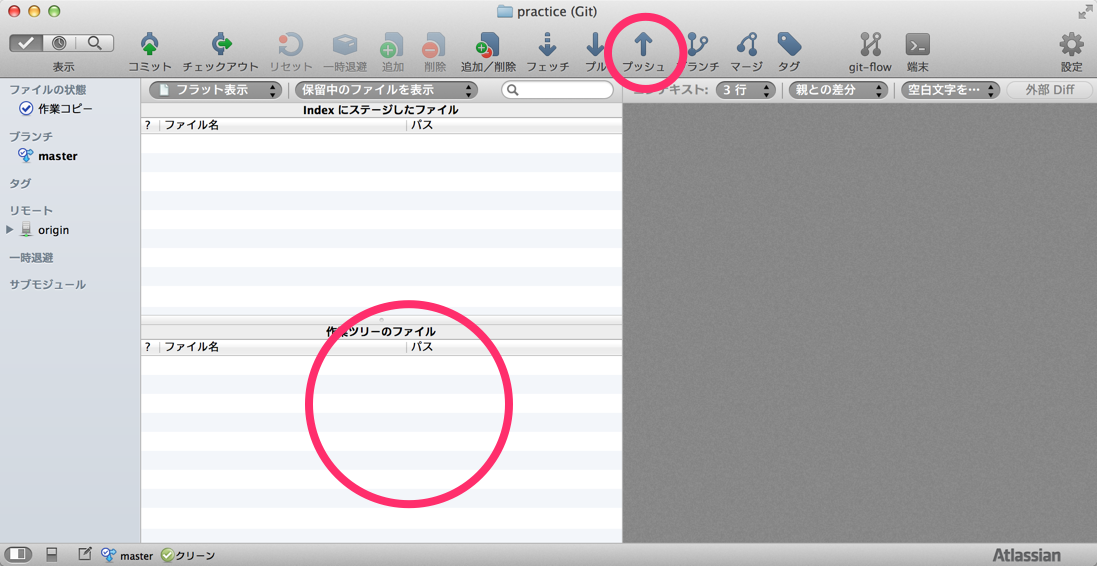 practice (Git)
表示 コミット チェックアウト リセット 一時退避 追加 削除 追加/削除 フェッチ プル プッシュ ランチ マージ タグ git-flow 端末 設定
ファイルの状態
作業コピー
ブランチ
master
タグ
リモート
origin
一時退避
サブモジュール
フラット表示 保留中のファイルを表示
Index にステージしたファイル
? ファイル名 パス
作業ツリーのファイル
? ファイル名 パス
テキスト: 3 行 親との差分 空白文字を… 外部 Diff
master クリーン
Atlassian